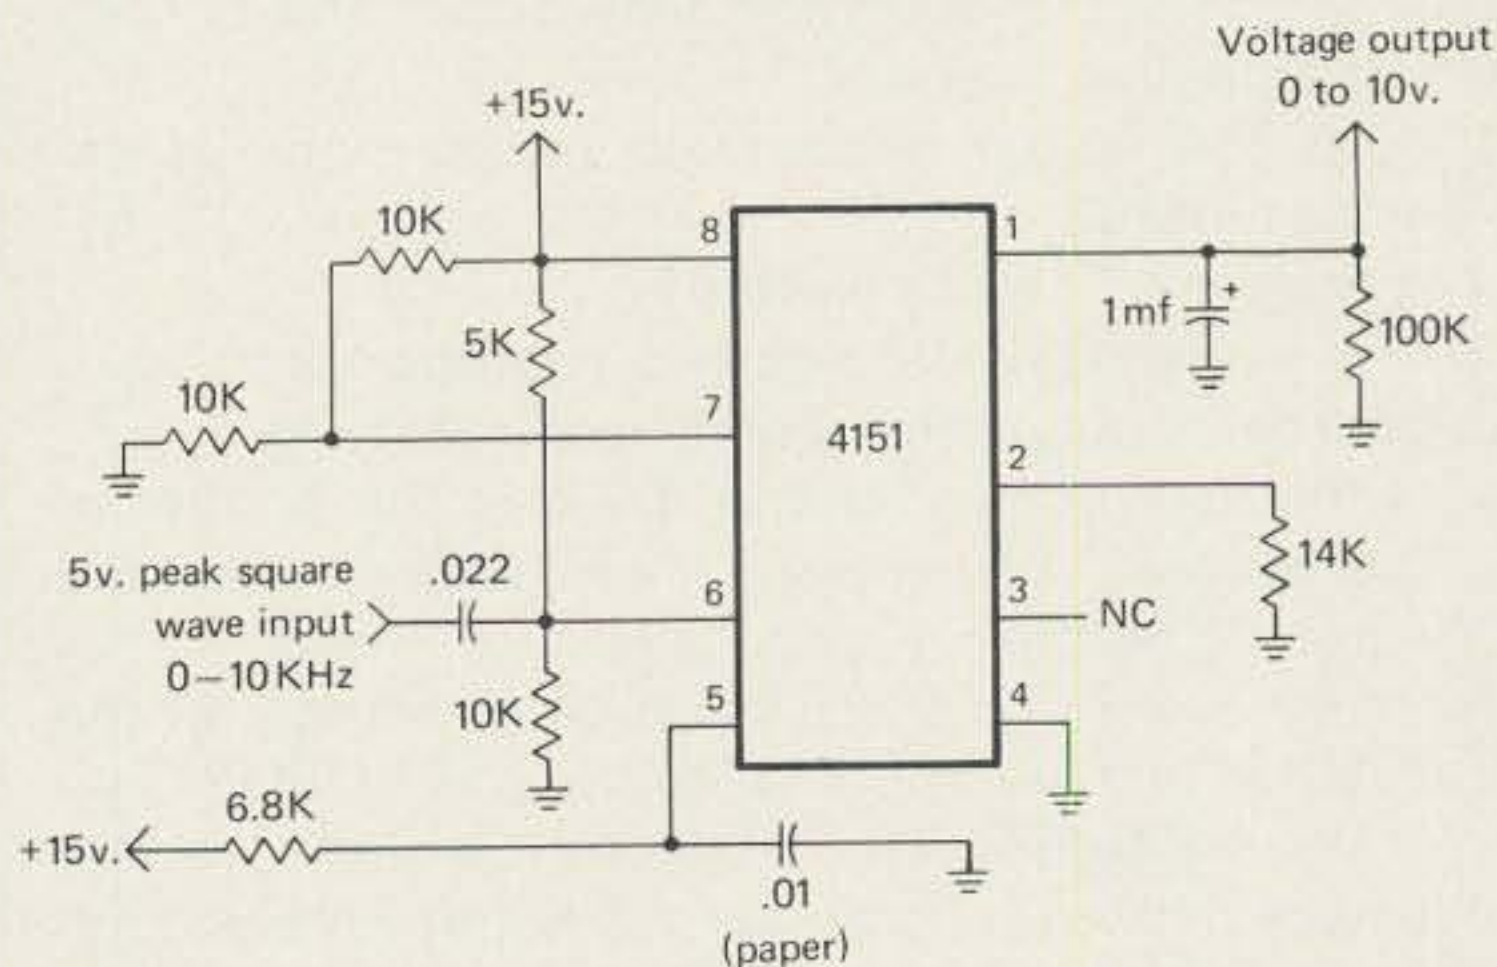 Voltage output
0 to 10v.
+15v.
10K
8
1
5K
1mf
+
100K
10K
7
4151
2
5v. peak square
wave input
0–10KHz
.022
6
14K
3
NC
10K
5
4
6.8K
+15v.
.01
(paper)